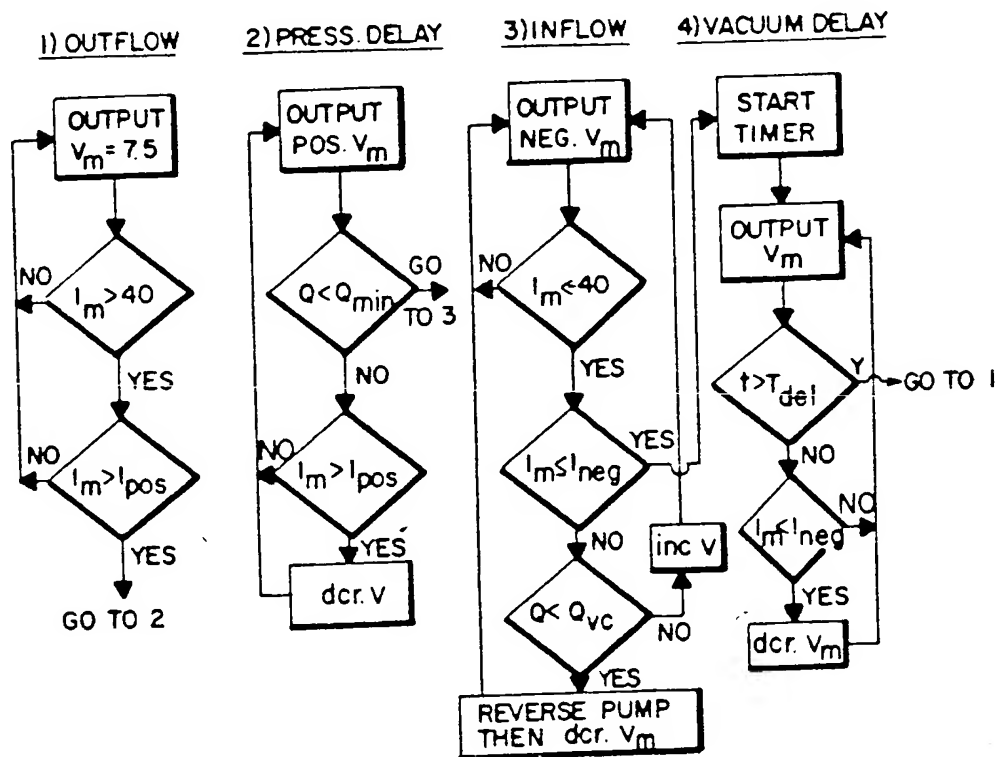 1) OUTFLOW
OUTPUT
Vm = 7.5
Im > 40
NO
YES
Im > Ipos
NO
YES
GO TO 2
2) PRESS. DELAY
OUTPUT
POS. Vm
Q < Qmin
GO
TO 3
NO
Im > Ipos
NO
YES
dcr. V
3) INFLOW
OUTPUT
NEG. Vm
Im < 40
NO
YES
Im ≤ Ineg
YES
NO
inc V
Q < Qvc
NO
YES
REVERSE PUMP
THEN dcr. Vm
4) VACUUM DELAY
START
TIMER
OUTPUT
Vm
t > Tdel
Y
GO TO 1
NO
Im < Ineg
NO
YES
dcr. Vm